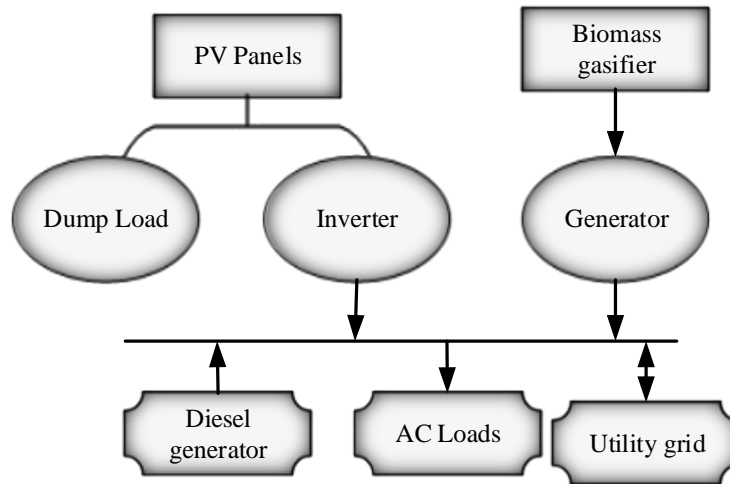 PV Panels
Biomass
gasifier
Dump Load
Inverter
Generator
Diesel
generator
AC Loads
Utility grid